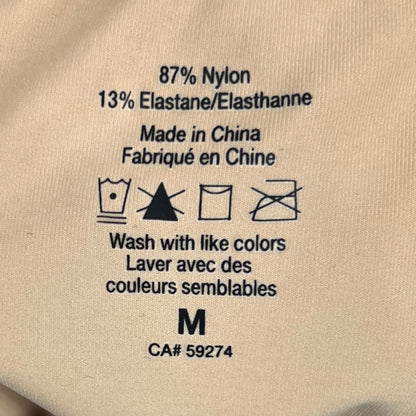 87% Nylon
13% Elastane/Elasthanne
Made in China
Fabriqué en Chine
Wash with like colors
Laver avec des
couleurs semblables
M
CA# 59274